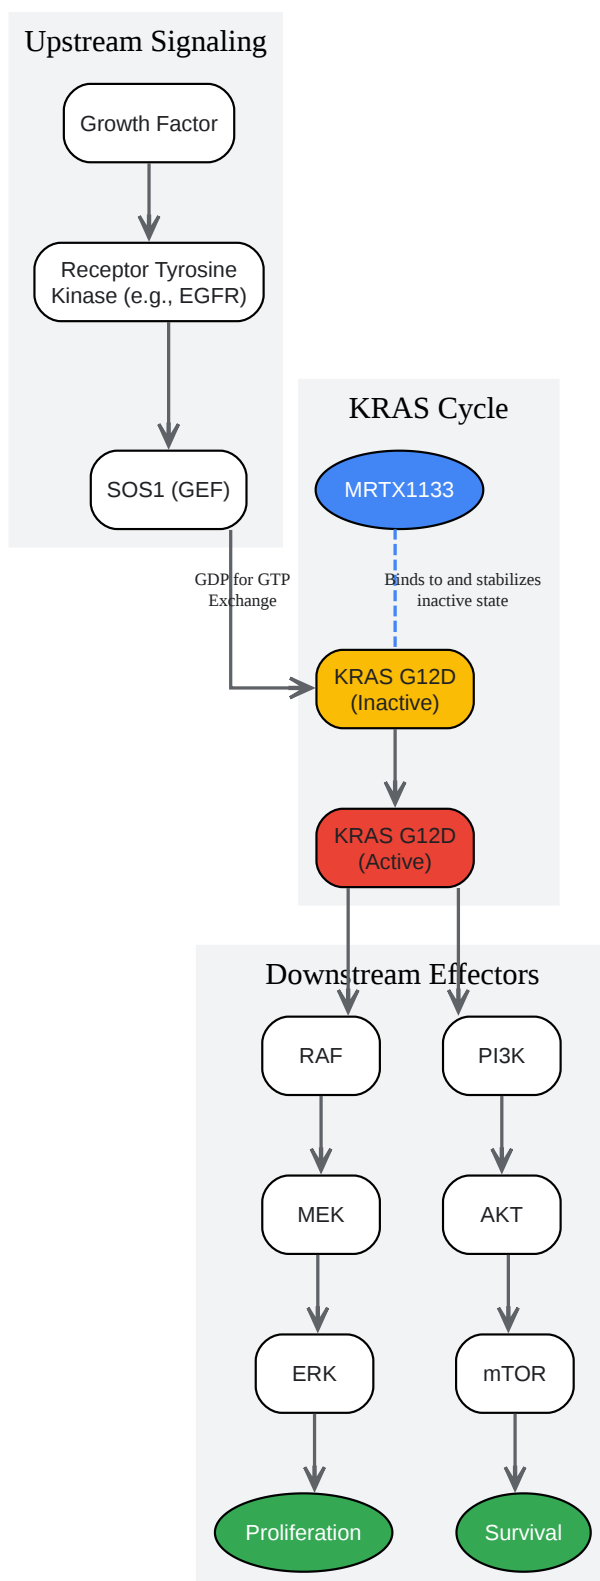 Upstream Signaling
Growth Factor
Receptor Tyrosine
Kinase (e.g., EGFR)
SOS1 (GEF)
KRAS Cycle
MRTX1133
GDP for GTP
Exchange
Binds to and stabilizes
inactive state
KRAS G12D
(Inactive)
KRAS G12D
(Active)
Downstream Effectors
RAF
PI3K
MEK
AKT
ERK
mTOR
Proliferation
Survival